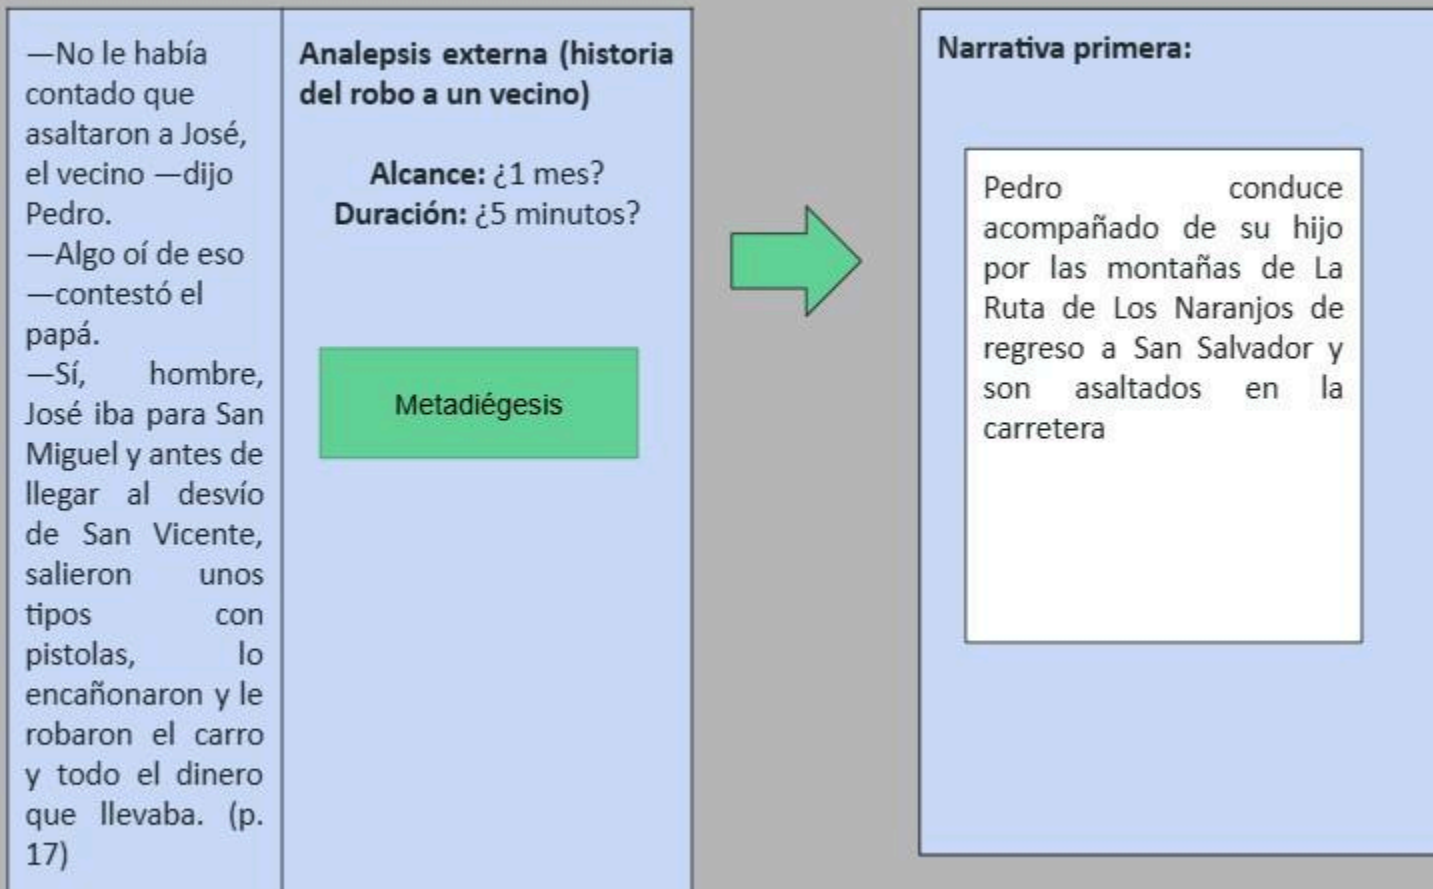 —No le había
contado que
asaltaron a José,
el vecino —dijo
Pedro.
—Algo oí de eso
—contestó el
papá.
—Sí, hombre,
José iba para San
Miguel y antes de
llegar al desvío
de San Vicente,
salieron unos
tipos con
pistolas, lo
encañonaron y le
robaron el carro
y todo el dinero
que llevaba. (p.
17)
Analepsis externa (historia
del robo a un vecino)
Alcance: ¿1 mes?
Duración: ¿5 minutos?
Metadiégesis
Narrativa primera:
Pedro conduce
acompañado de su hijo
por las montañas de La
Ruta de Los Naranjos de
regreso a San Salvador y
son asaltados en la
carretera